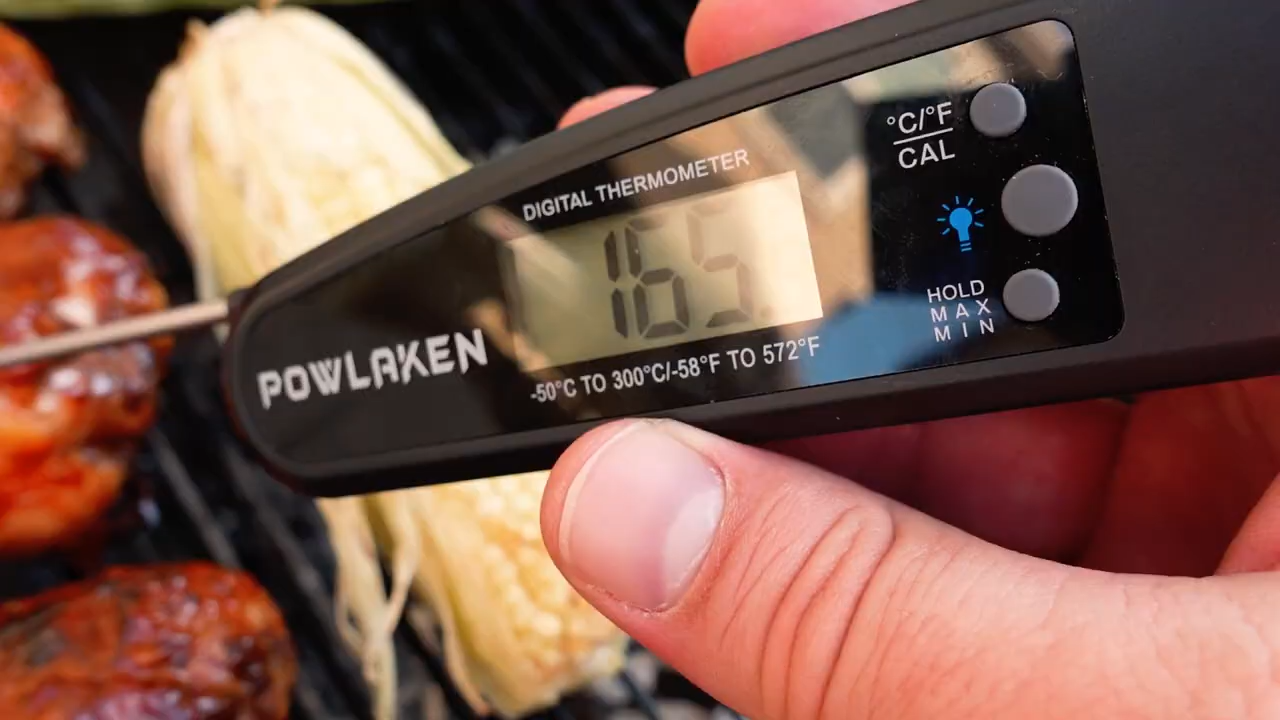 DIGITAL THERMOMETER
165
POWLAKEN
-50°C TO 300°C/-58°F TO 572°F
°C/°F
CAL
HOLD
MAX
MIN